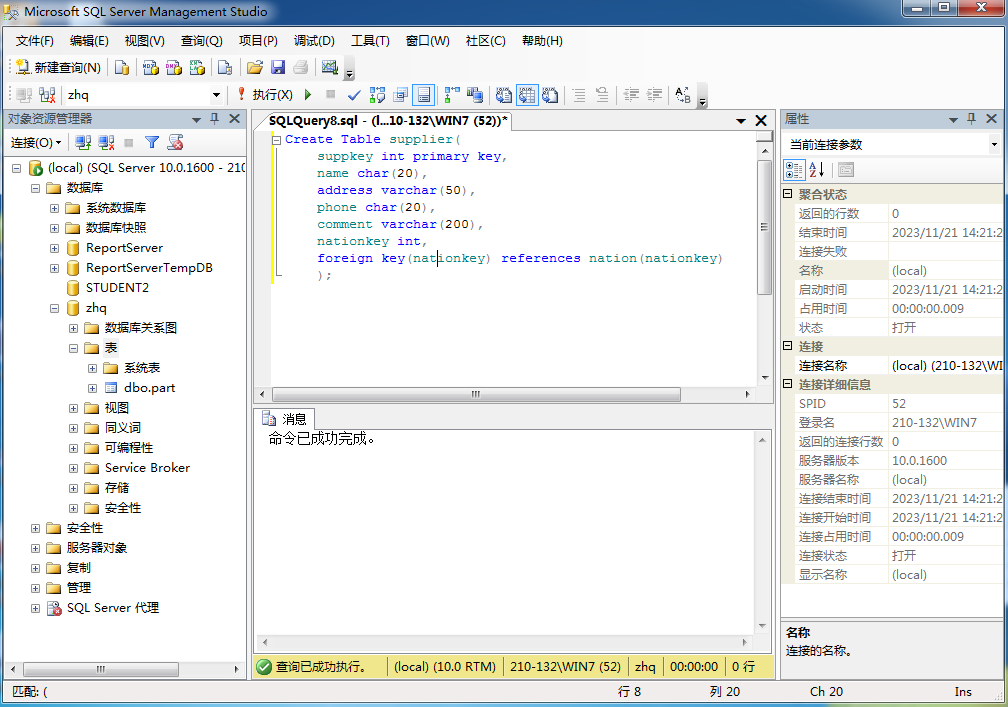 Microsoft SQL Server Management Studio
文件(F) 编辑(E) 视图(V) 查询(Q) 项目(P) 调试(D) 工具(T) 窗口(W) 社区(C) 帮助(H)
新建查询(N)
zhq 执行(X)
对象资源管理器
连接(O)
(local) (SQL Server 10.0.1600 - 210
数据库
系统数据库
数据库快照
ReportServer
ReportServerTempDB
STUDENT2
zhq
数据库关系图
表
系统表
dbo.part
视图
同义词
可编程性
Service Broker
存储
安全性
安全性
服务器对象
复制
管理
SQL Server 代理
SQLQuery8.sql - (l...10-132\WIN7 (52))*
Create Table supplier(
suppkey int primary key,
name char(20),
address varchar(50),
phone char(20),
comment varchar(200),
nationkey int,
foreign key(nationkey) references nation(nationkey)
);
消息
命令已成功完成。
查询已成功执行。 (local) (10.0 RTM) 210-132\WIN7 (52) zhq 00:00:00 0 行
属性
当前连接参数
聚合状态
返回的行数 0
结束时间 2023/11/21 14:21:2
连接失败
名称 (local)
启动时间 2023/11/21 14:21:2
占用时间 00:00:00.009
状态 打开
连接
连接名称 (local) (210-132\WI
连接详细信息
SPID 52
登录名 210-132\WIN7
返回的连接行数 0
服务器版本 10.0.1600
服务器名称 (local)
连接结束时间 2023/11/21 14:21:2
连接开始时间 2023/11/21 14:21:2
连接占用时间 00:00:00.009
连接状态 打开
显示名称 (local)
名称
连接的名称。
匹配: ( 行 8 列 20 Ch 20 Ins